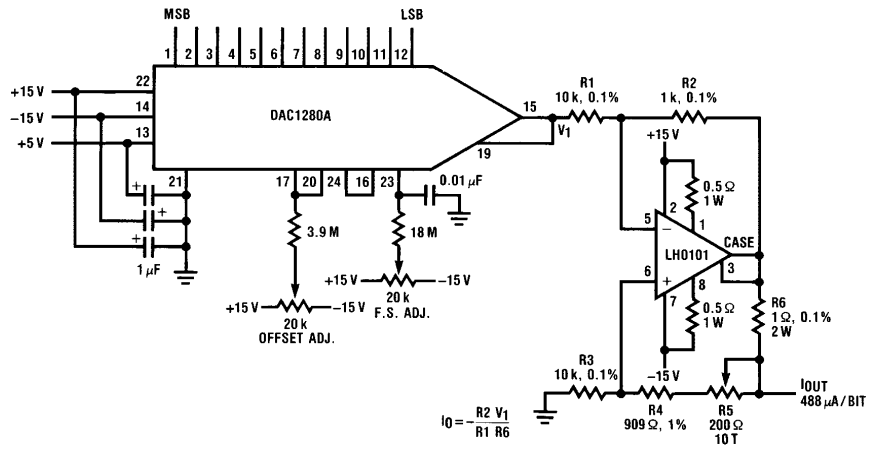 MSB LSB
1 2 3 4 5 6 7 8 9 10 11 12
+15 V 22
−15 V 14
+5 V 13
DAC1280A
15
V1
19
R1
10 k, 0.1%
R2
1 k, 0.1%
21 17 20 24 16 23
0.01 μF
+ + +
1 μF
3.9 M
18 M
+15 V −15 V
20 k
F.S. ADJ.
+15 V −15 V
20 k
OFFSET ADJ.
+15 V
0.5 Ω
1 W
2 1
5 −
LH0101
CASE
3
6 +
8
7
0.5 Ω
1 W
−15 V
R6
1 Ω, 0.1%
2 W
R3
10 k, 0.1%
R4
909 Ω, 1%
R5
200 Ω
10 T
IOUT
488 μA/BIT
IO = − R2 V1
R1 R6